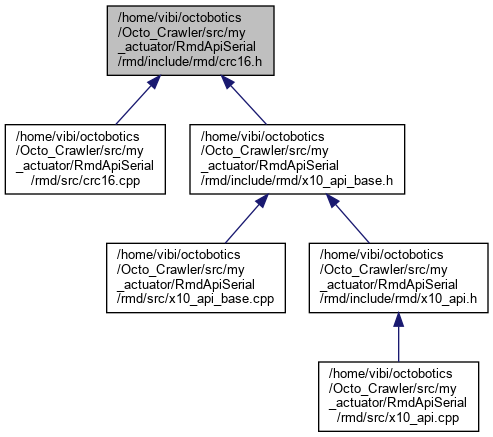 /home/vibi/octobotics
/Octo_Crawler/src/my
_actuator/RmdApiSerial
/rmd/include/rmd/crc16.h
/home/vibi/octobotics
/Octo_Crawler/src/my
_actuator/RmdApiSerial
/rmd/src/crc16.cpp
/home/vibi/octobotics
/Octo_Crawler/src/my
_actuator/RmdApiSerial
/rmd/include/rmd/x10_api_base.h
/home/vibi/octobotics
/Octo_Crawler/src/my
_actuator/RmdApiSerial
/rmd/src/x10_api_base.cpp
/home/vibi/octobotics
/Octo_Crawler/src/my
_actuator/RmdApiSerial
/rmd/include/rmd/x10_api.h
/home/vibi/octobotics
/Octo_Crawler/src/my
_actuator/RmdApiSerial
/rmd/src/x10_api.cpp